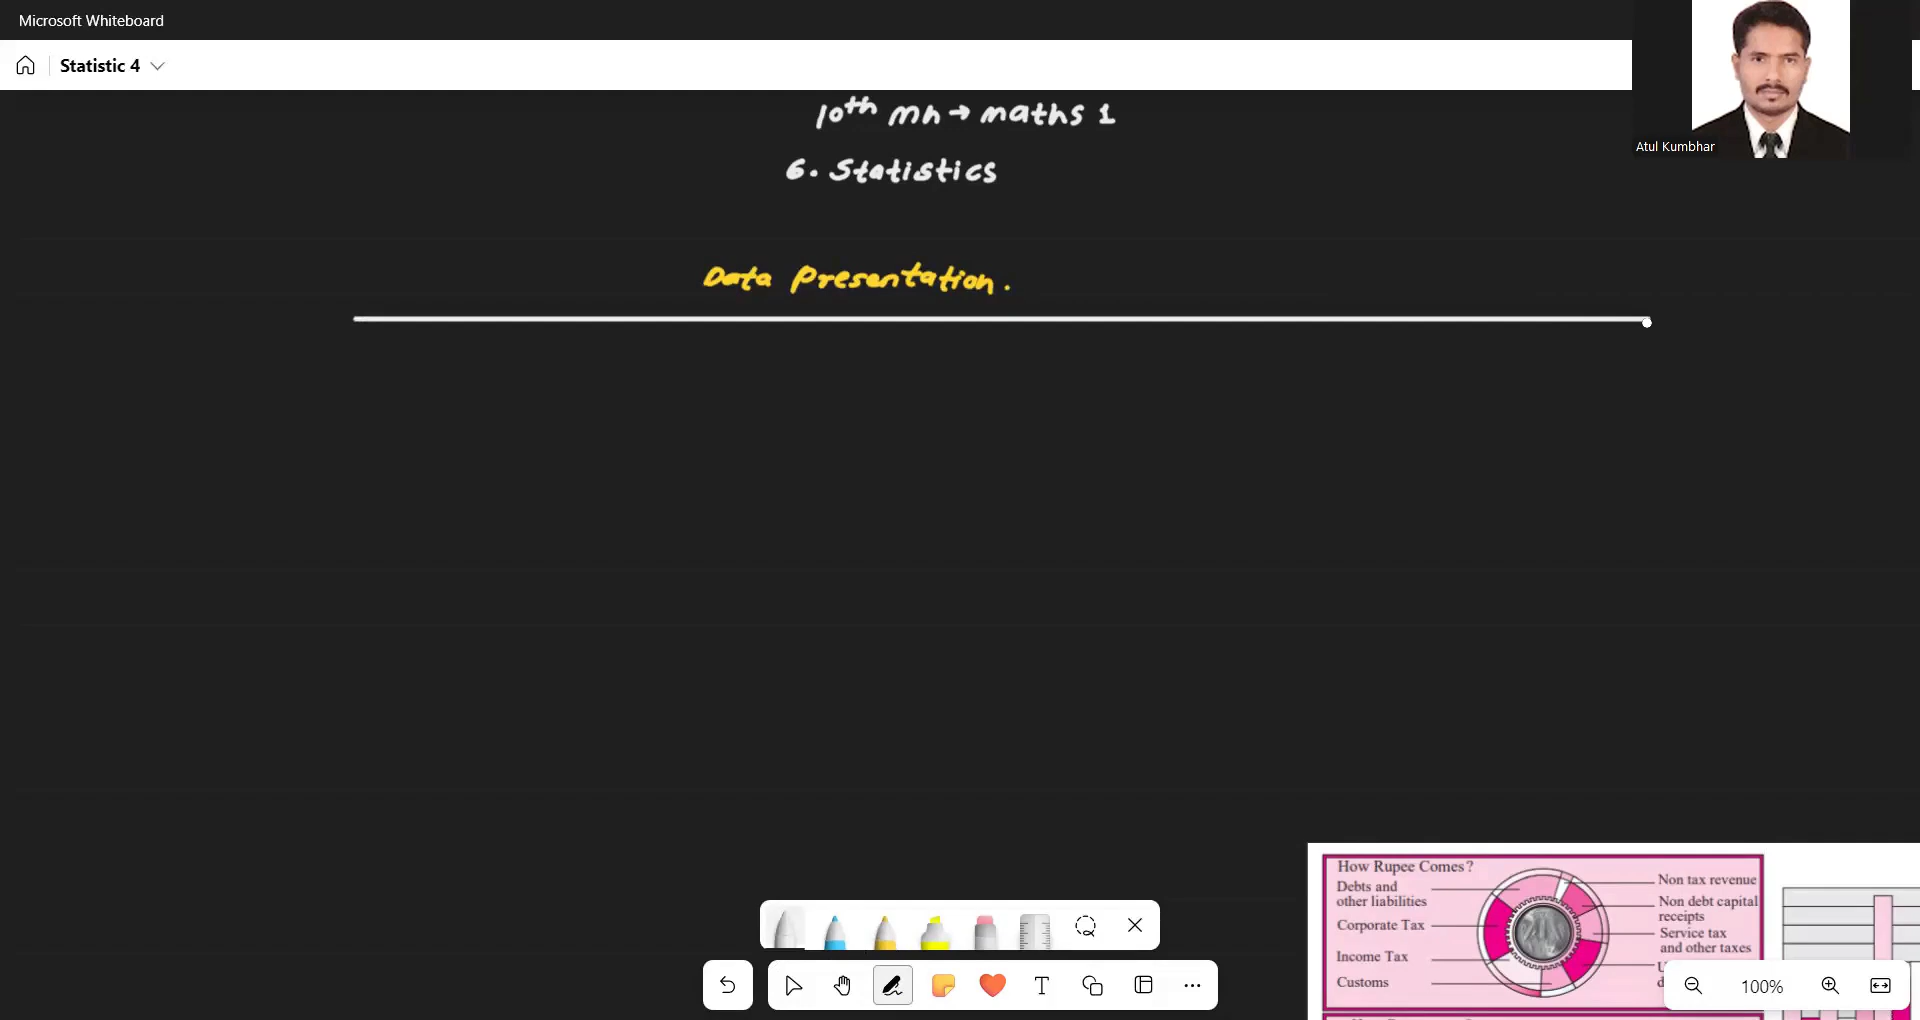 Microsoft Whiteboard
Statistic 4
Atul Kumbhar
10th mh → maths 1
6. Statistics
Data Presentation.
How Rupee Comes?
Debts and
other liabilities
Corporate Tax
Income Tax
Customs
Non tax revenue
Non debt capital
receipts
Service tax
and other taxes
T
100%